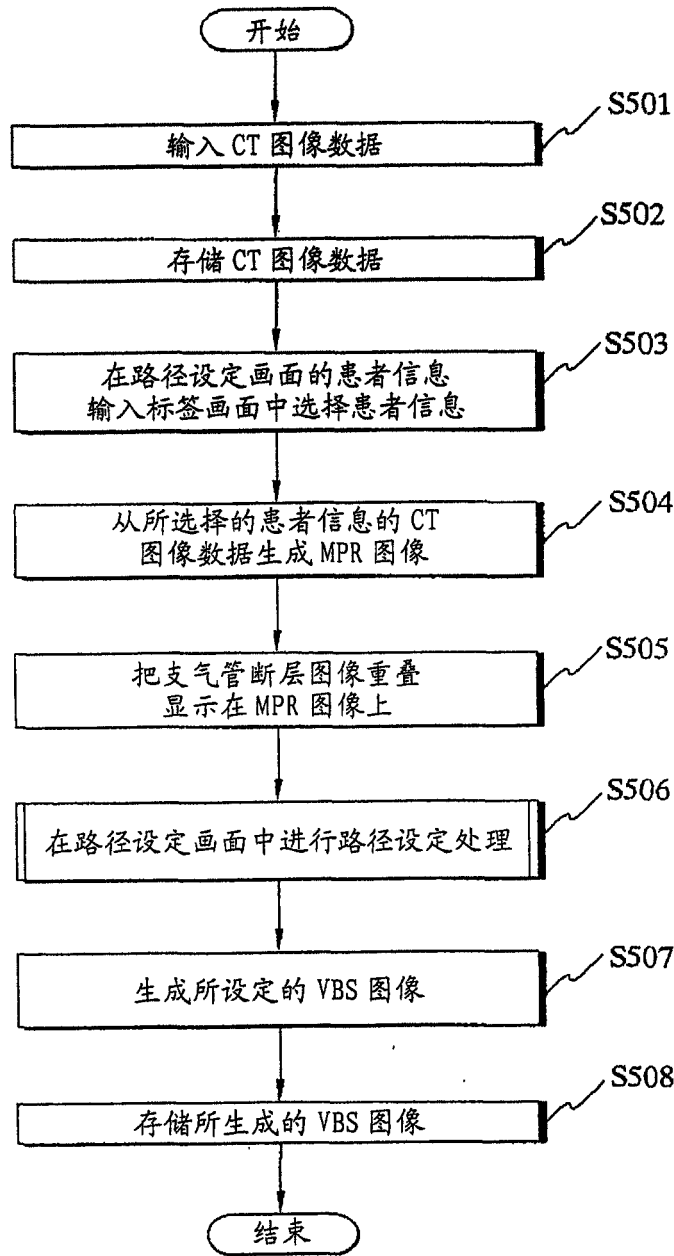 开始
S501
输入 CT 图像数据
S502
存储 CT 图像数据
S503
在路径设定画面的患者信息
输入标签画面中选择患者信息
S504
从所选择的患者信息的 CT
图像数据生成 MPR 图像
S505
把支气管断层图像重叠
显示在 MPR 图像上
S506
在路径设定画面中进行路径设定处理
S507
生成所设定的 VBS 图像
S508
存储所生成的 VBS 图像
结束